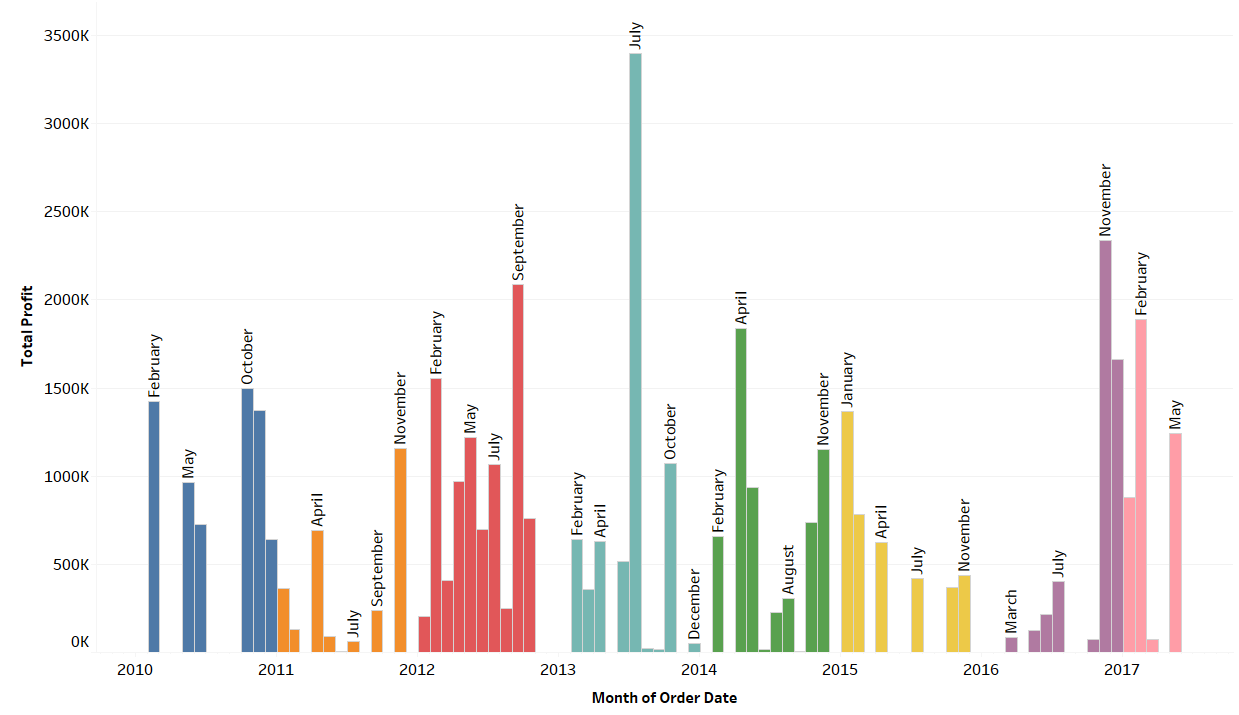 3500K
3000K
2500K
2000K
1500K
1000K
500K
0K
Total Profit
February
May
October
April
July
September
November
February
May
July
September
February
April
July
October
December
February
April
August
November
January
April
July
November
March
July
November
February
May
2010 2011 2012 2013 2014 2015 2016 2017
Month of Order Date